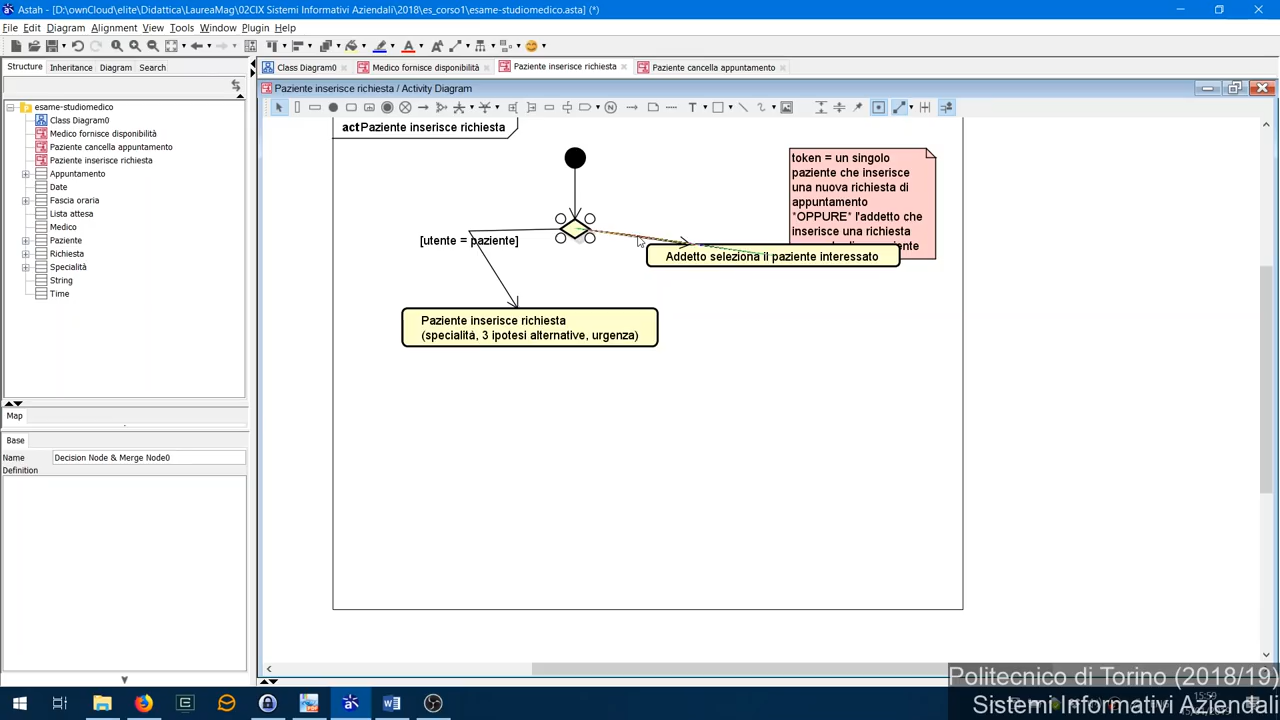 Astah - [D:\ownCloud\elite\Didattica\LaureaMag\02CIX Sistemi Informativi Aziendali\2018\es_corso1\esame-studiomedico.asta] (*)
File Edit Diagram Alignment View Tools Window Plugin Help
Structure Inheritance Diagram Search
Class Diagram0
Medico fornisce disponibilità
Paziente inserisce richiesta
Paziente cancella appuntamento
Paziente inserisce richiesta / Activity Diagram
esame-studiomedico
Class Diagram0
Medico fornisce disponibilità
Paziente cancella appuntamento
Paziente inserisce richiesta
Appuntamento
Date
Fascia oraria
Lista attesa
Medico
Paziente
Richiesta
Specialità
String
Time
Map
Base
Name Decision Node & Merge Node0
Definition
act Paziente inserisce richiesta
token = un singolo
paziente che inserisce
una nuova richiesta di
appuntamento
*OPPURE* l'addetto che
inserisce una richiesta
[utente = paziente]
Addetto seleziona il paziente interessato
Paziente inserisce richiesta
(specialità, 3 ipotesi alternative, urgenza)
Politecnico di Torino (2018/19)
15:59
Sistemi Informativi Aziendali